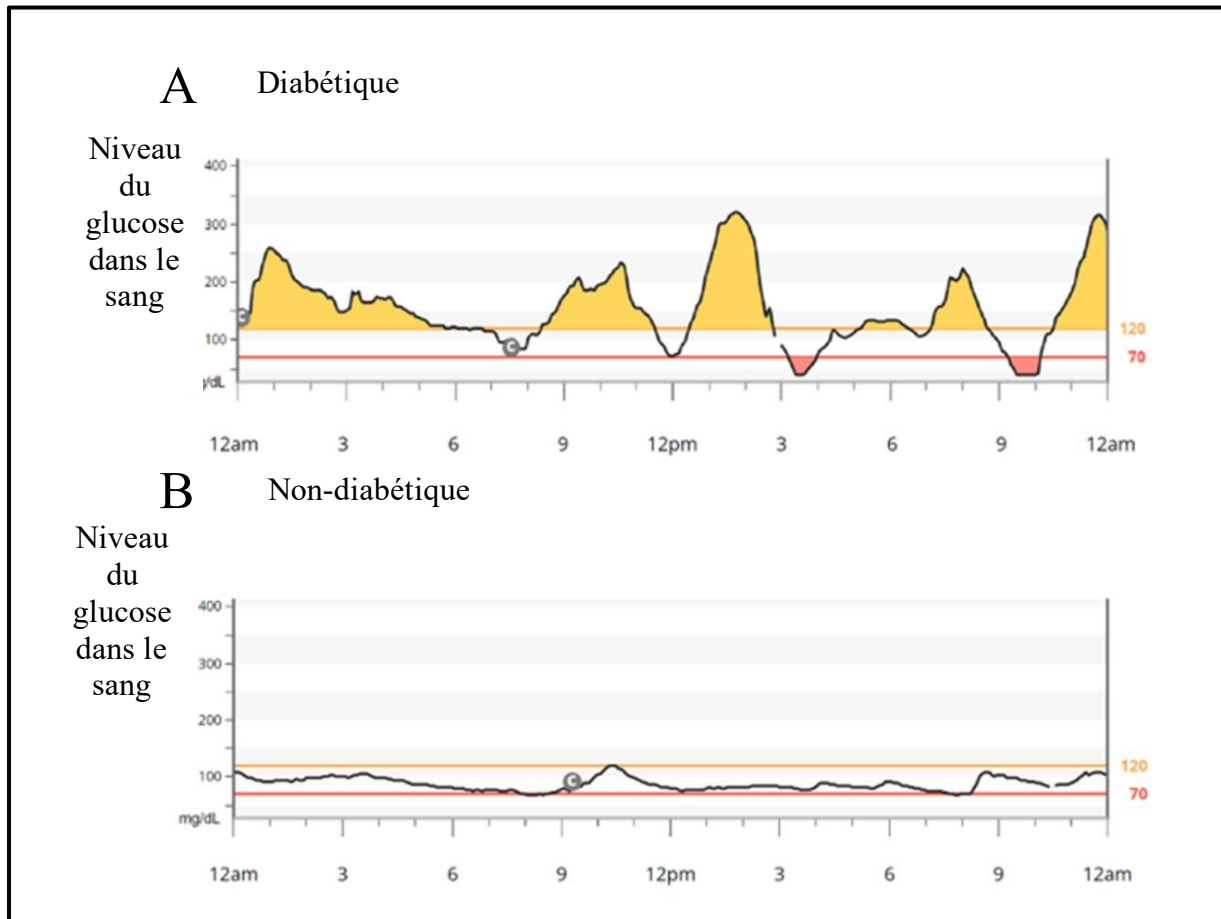 A Diabétique
Niveau
du
glucose
dans le
sang
400
300
200
100
120
70
/dL
12am 3 6 9 12pm 3 6 9 12am
B Non-diabétique
Niveau
du
glucose
dans le
sang
400
300
200
100
120
70
mg/dL
12am 3 6 9 12pm 3 6 9 12am